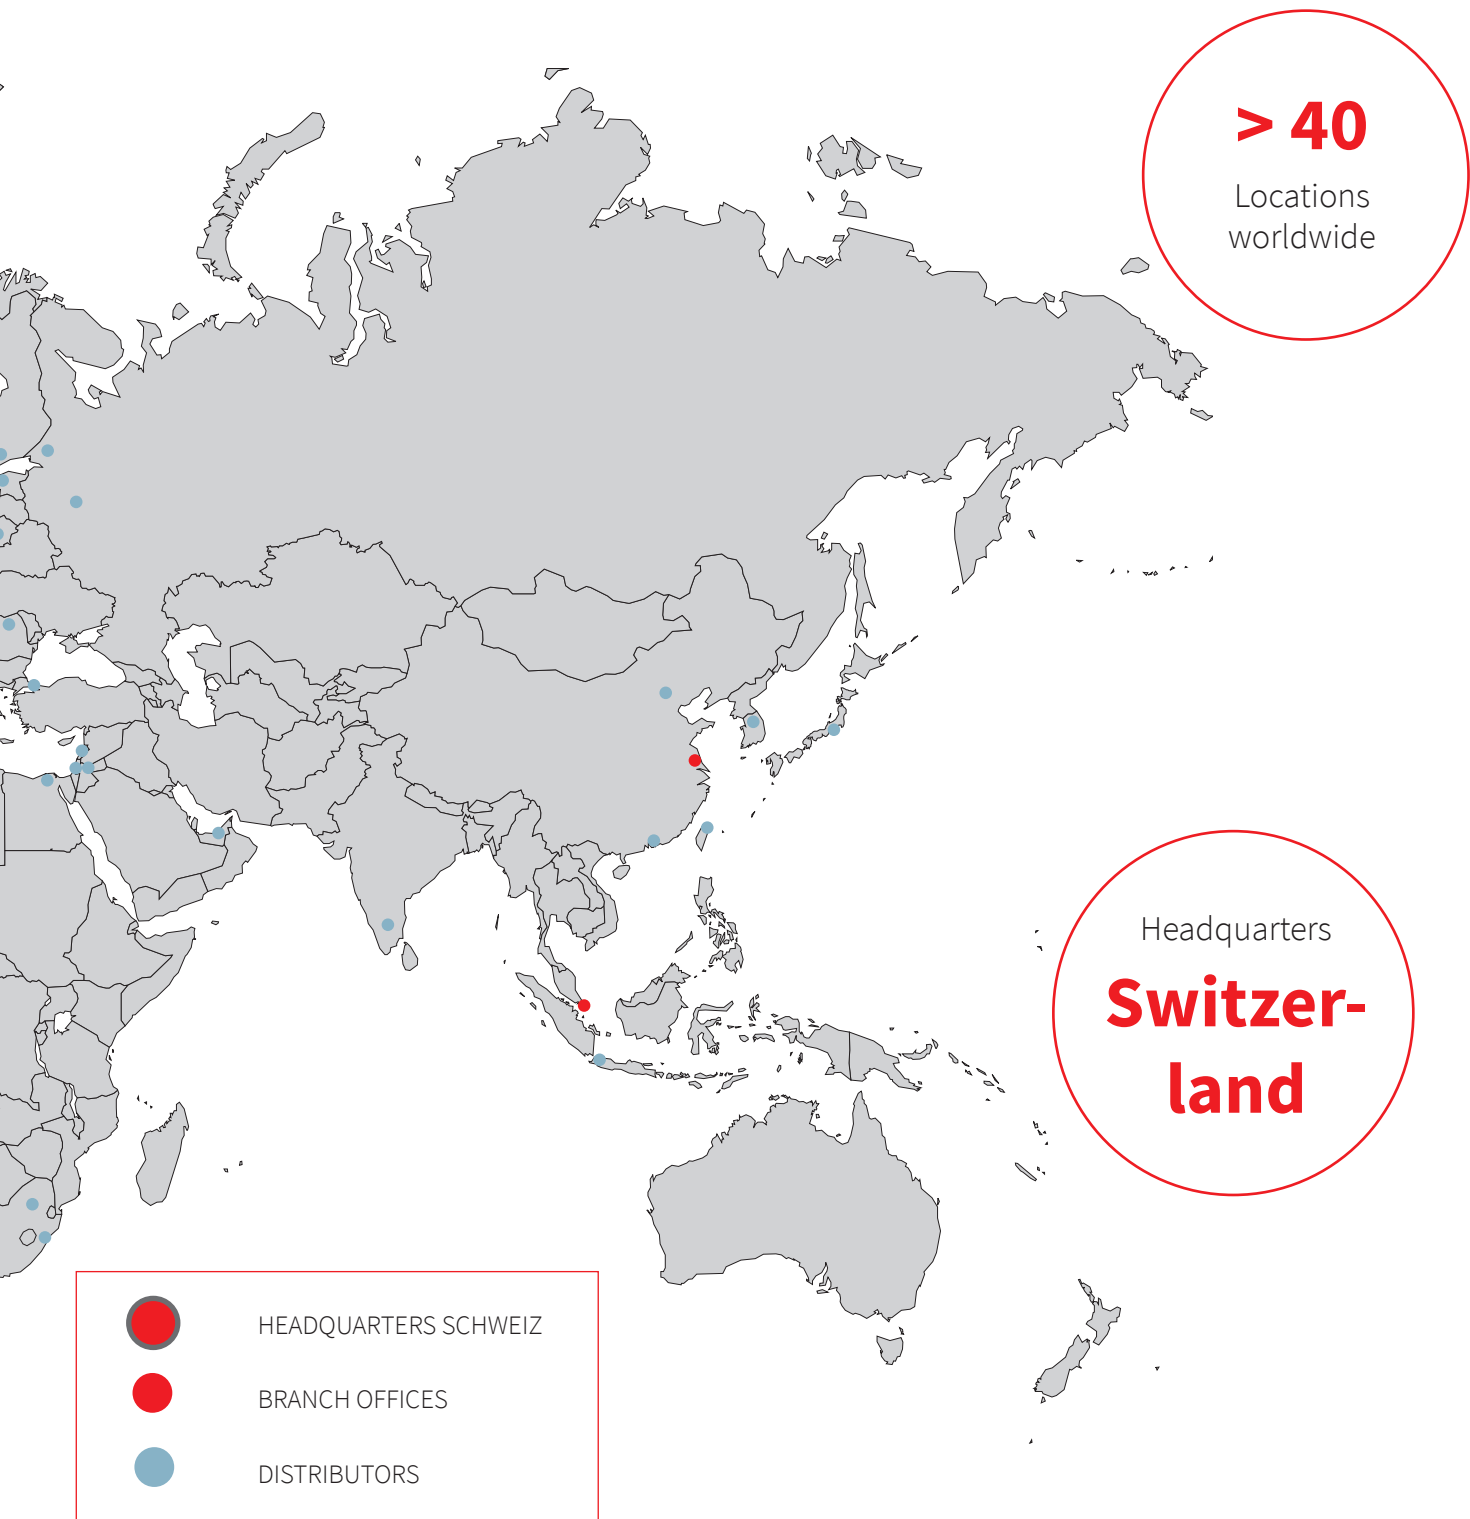 > 40
Locations
worldwide
Headquarters
Switzer-
land
HEADQUARTERS SCHWEIZ
BRANCH OFFICES
DISTRIBUTORS